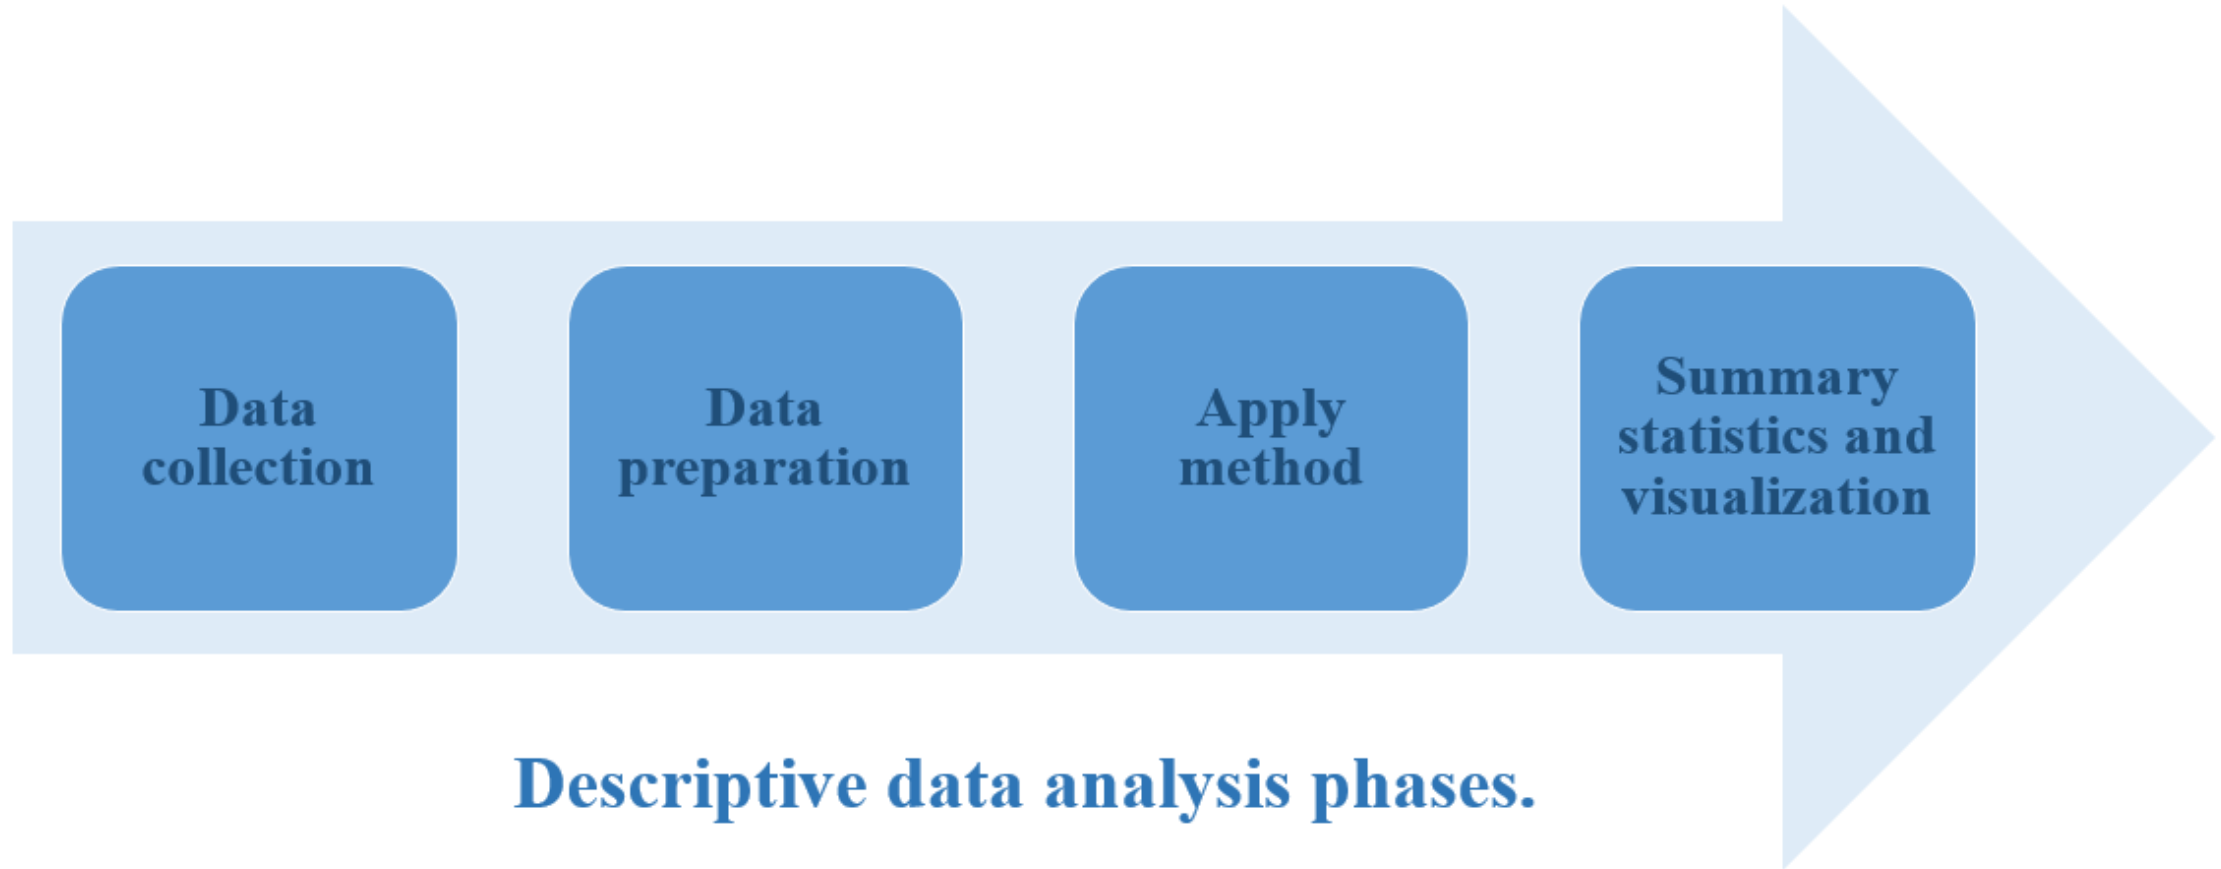 Data
collection
Data
preparation
Apply
method
Summary
statistics and
visualization
Descriptive data analysis phases.